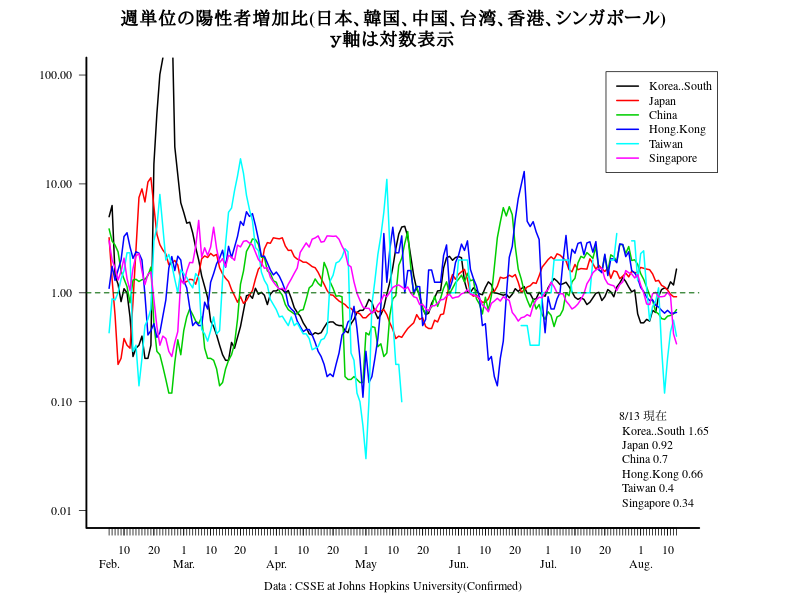 週単位の陽性者増加比(日本、韓国、中国、台湾、香港、シンガポール)
y軸は対数表示
100.00
10.00
1.00
0.10
0.01
Korea..South
Japan
China
Hong.Kong
Taiwan
Singapore
8/13 現在
Korea..South 1.65
Japan 0.92
China 0.7
Hong.Kong 0.66
Taiwan 0.4
Singapore 0.34
10 20 1 10 20 1 10 20 1 10 20 1 10 20 1 10 20 1 10
Feb. Mar. Apr. May Jun. Jul. Aug.
Data : CSSE at Johns Hopkins University(Confirmed)